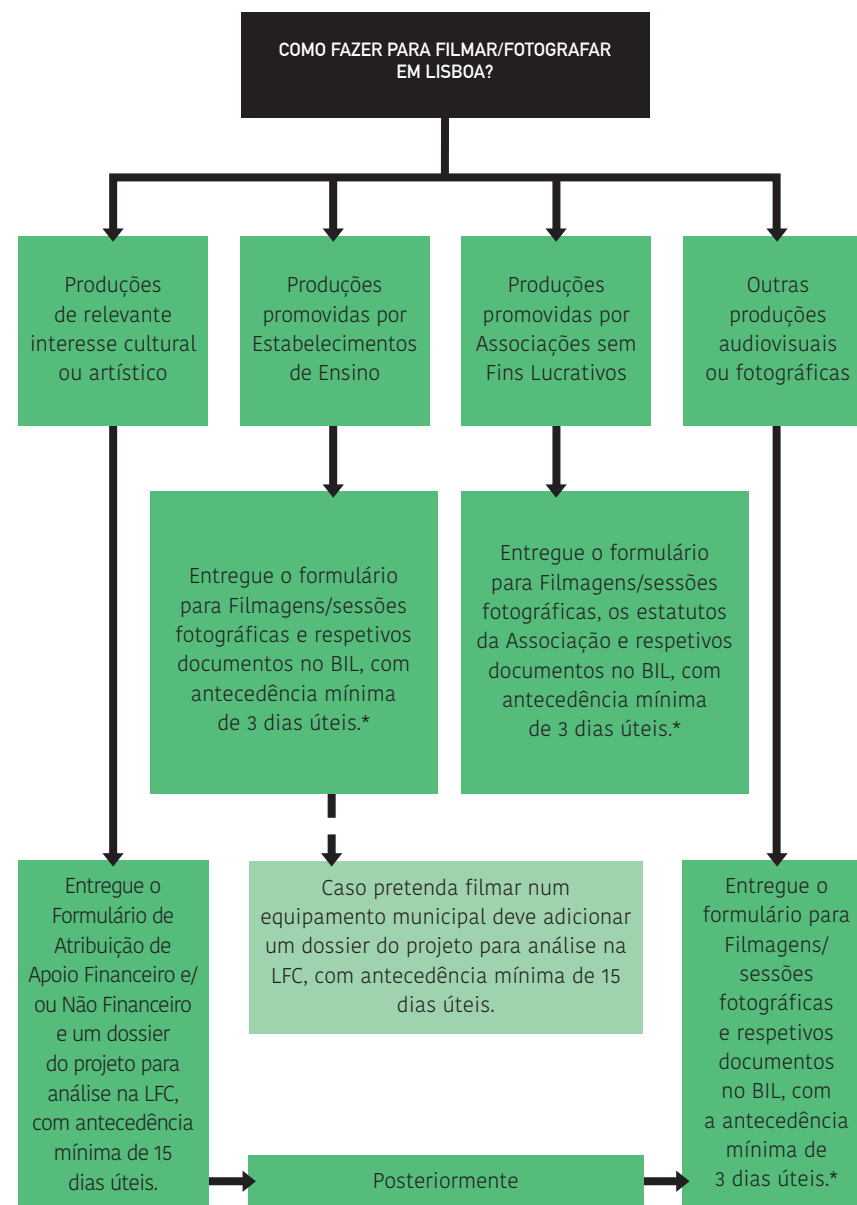 COMO FAZER PARA FILMAR/FOTOGRAFAR
EM LISBOA?
Produções
de relevante
interesse cultural
ou artístico
Produções
promovidas por
Estabelecimentos
de Ensino
Produções
promovidas por
Associações sem
Fins Lucrativos
Outras
produções
audiovisuais
ou fotográficas
Entregue o formulário
para Filmagens/sessões
fotográficas e respetivos
documentos no BIL, com
antecedência mínima
de 3 dias úteis.*
Entregue o formulário
para Filmagens/sessões
fotográficas, os estatutos
da Associação e respetivos
documentos no BIL, com
antecedência mínima
de 3 dias úteis.*
Entregue o
Formulário de
Atribuição de
Apoio Financeiro e/
ou Não Financeiro
e um dossier
do projeto para
análise na LFC,
com antecedência
mínima de 15
dias úteis.
Caso pretenda filmar num
equipamento municipal deve adicionar
um dossier do projeto para análise na
LFC, com antecedência mínima de 15
dias úteis.
Posteriormente
Entregue o
formulário para
Filmagens/
sessões
fotográficas
e respetivos
documentos
no BIL, com
a antecedência
mínima de
3 dias úteis.*